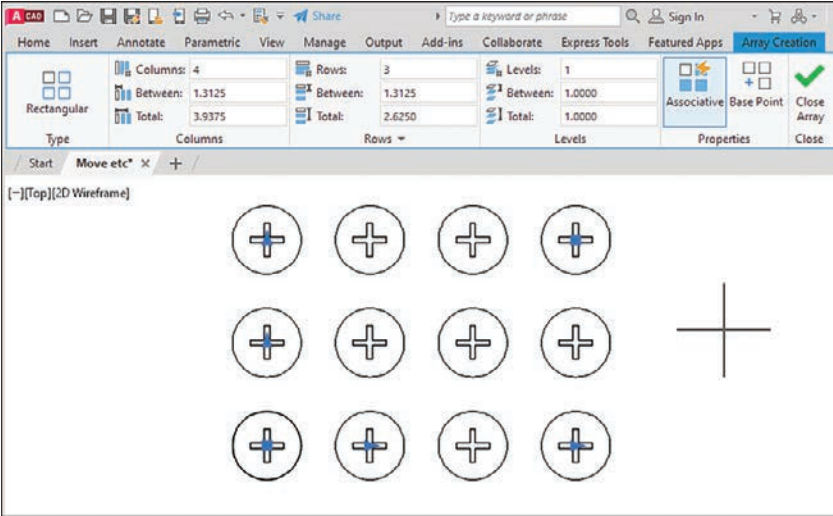 A CAD Share Type a keyword or phrase Sign In
Home Insert Annotate Parametric View Manage Output Add-ins Collaborate Express Tools Featured Apps Array Creation
Columns: 4 Rows: 3 Levels: 1
Between: 1.3125 Between: 1.3125 Between: 1.0000
Rectangular Associative Base Point Close Array
Total: 3.9375 Total: 2.6250 Total: 1.0000
Type Columns Rows Levels Properties Close
Start Move etc*
[−][Top][2D Wireframe]